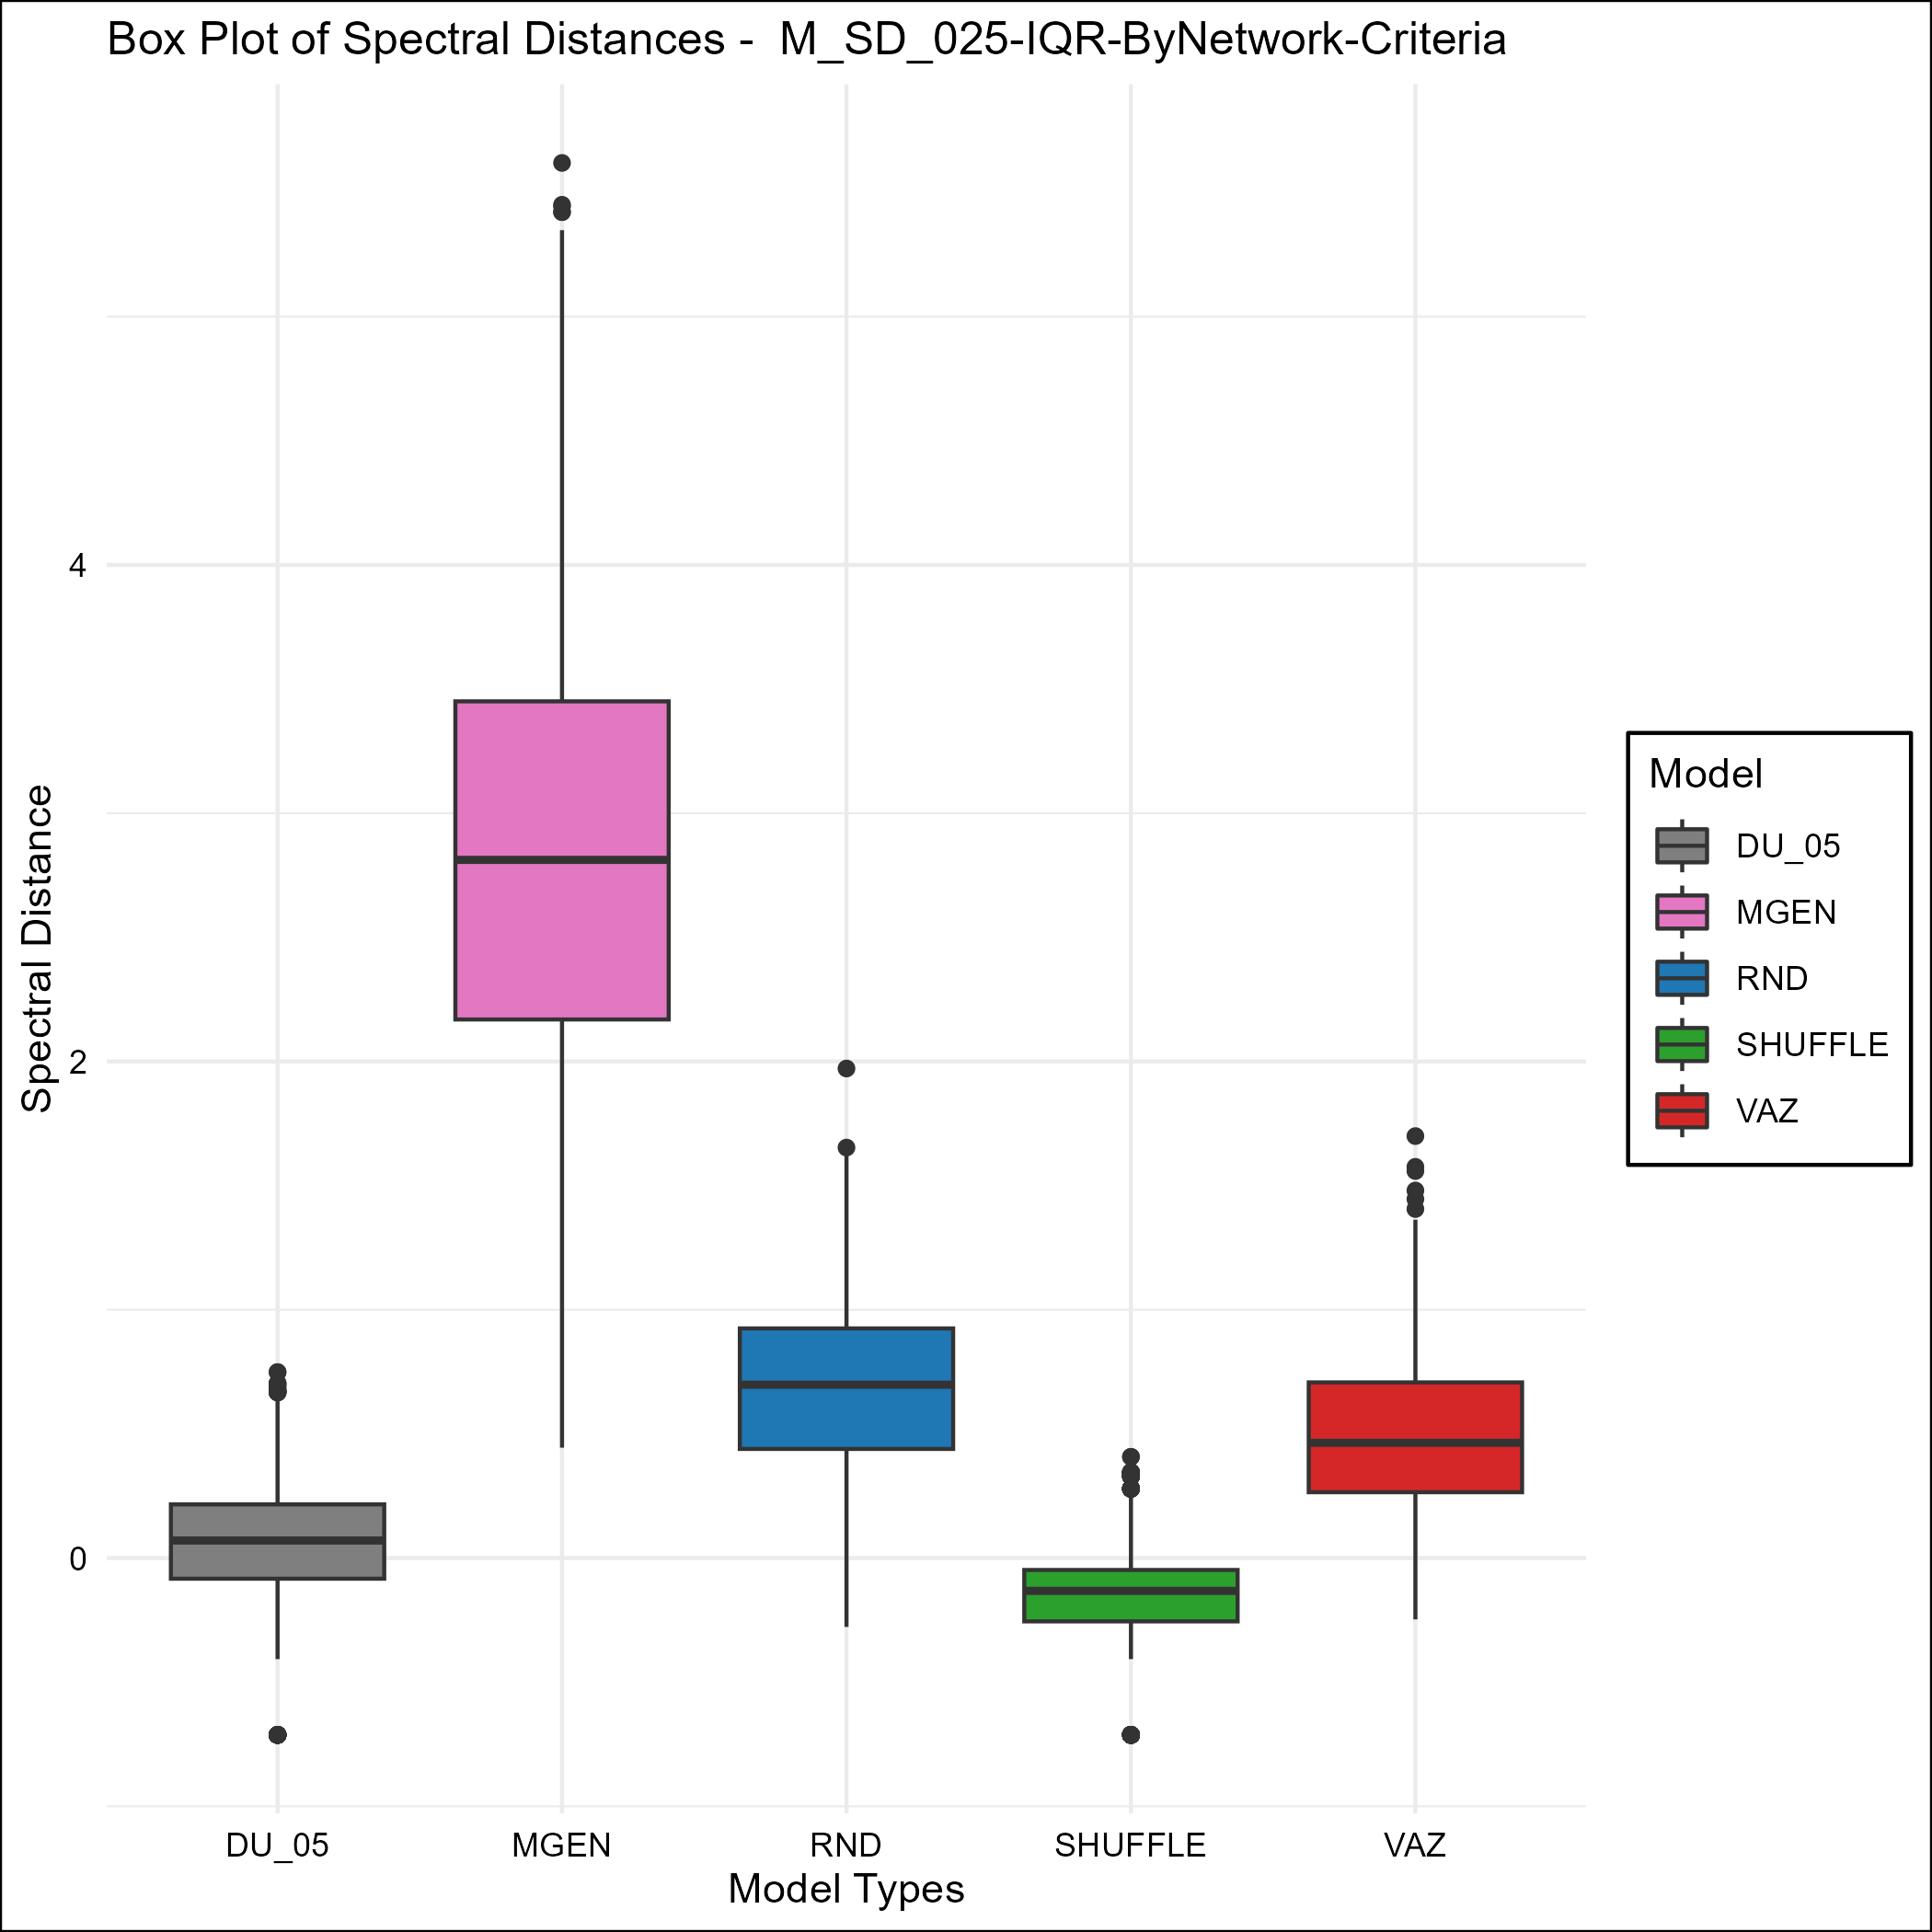 Box Plot of Spectral Distances -  M_SD_025-IQR-ByNetwork-Criteria
Spectral Distance
4
2
0
DU_05
MGEN
RND
SHUFFLE
VAZ
Model Types
Model
DU_05
MGEN
RND
SHUFFLE
VAZ